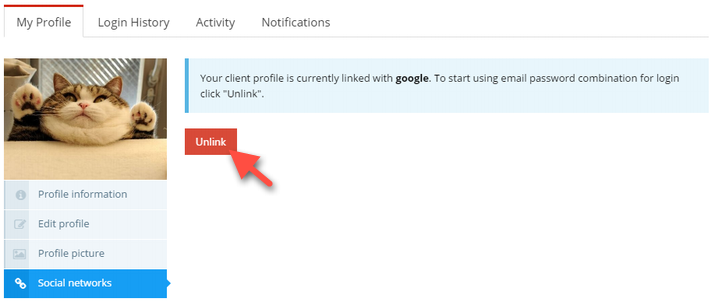 My Profile
Login History
Activity
Notifications
Your client profile is currently linked with google. To start using email password combination for login
click "Unlink".
Unlink
Profile information
Edit profile
Profile picture
Social networks